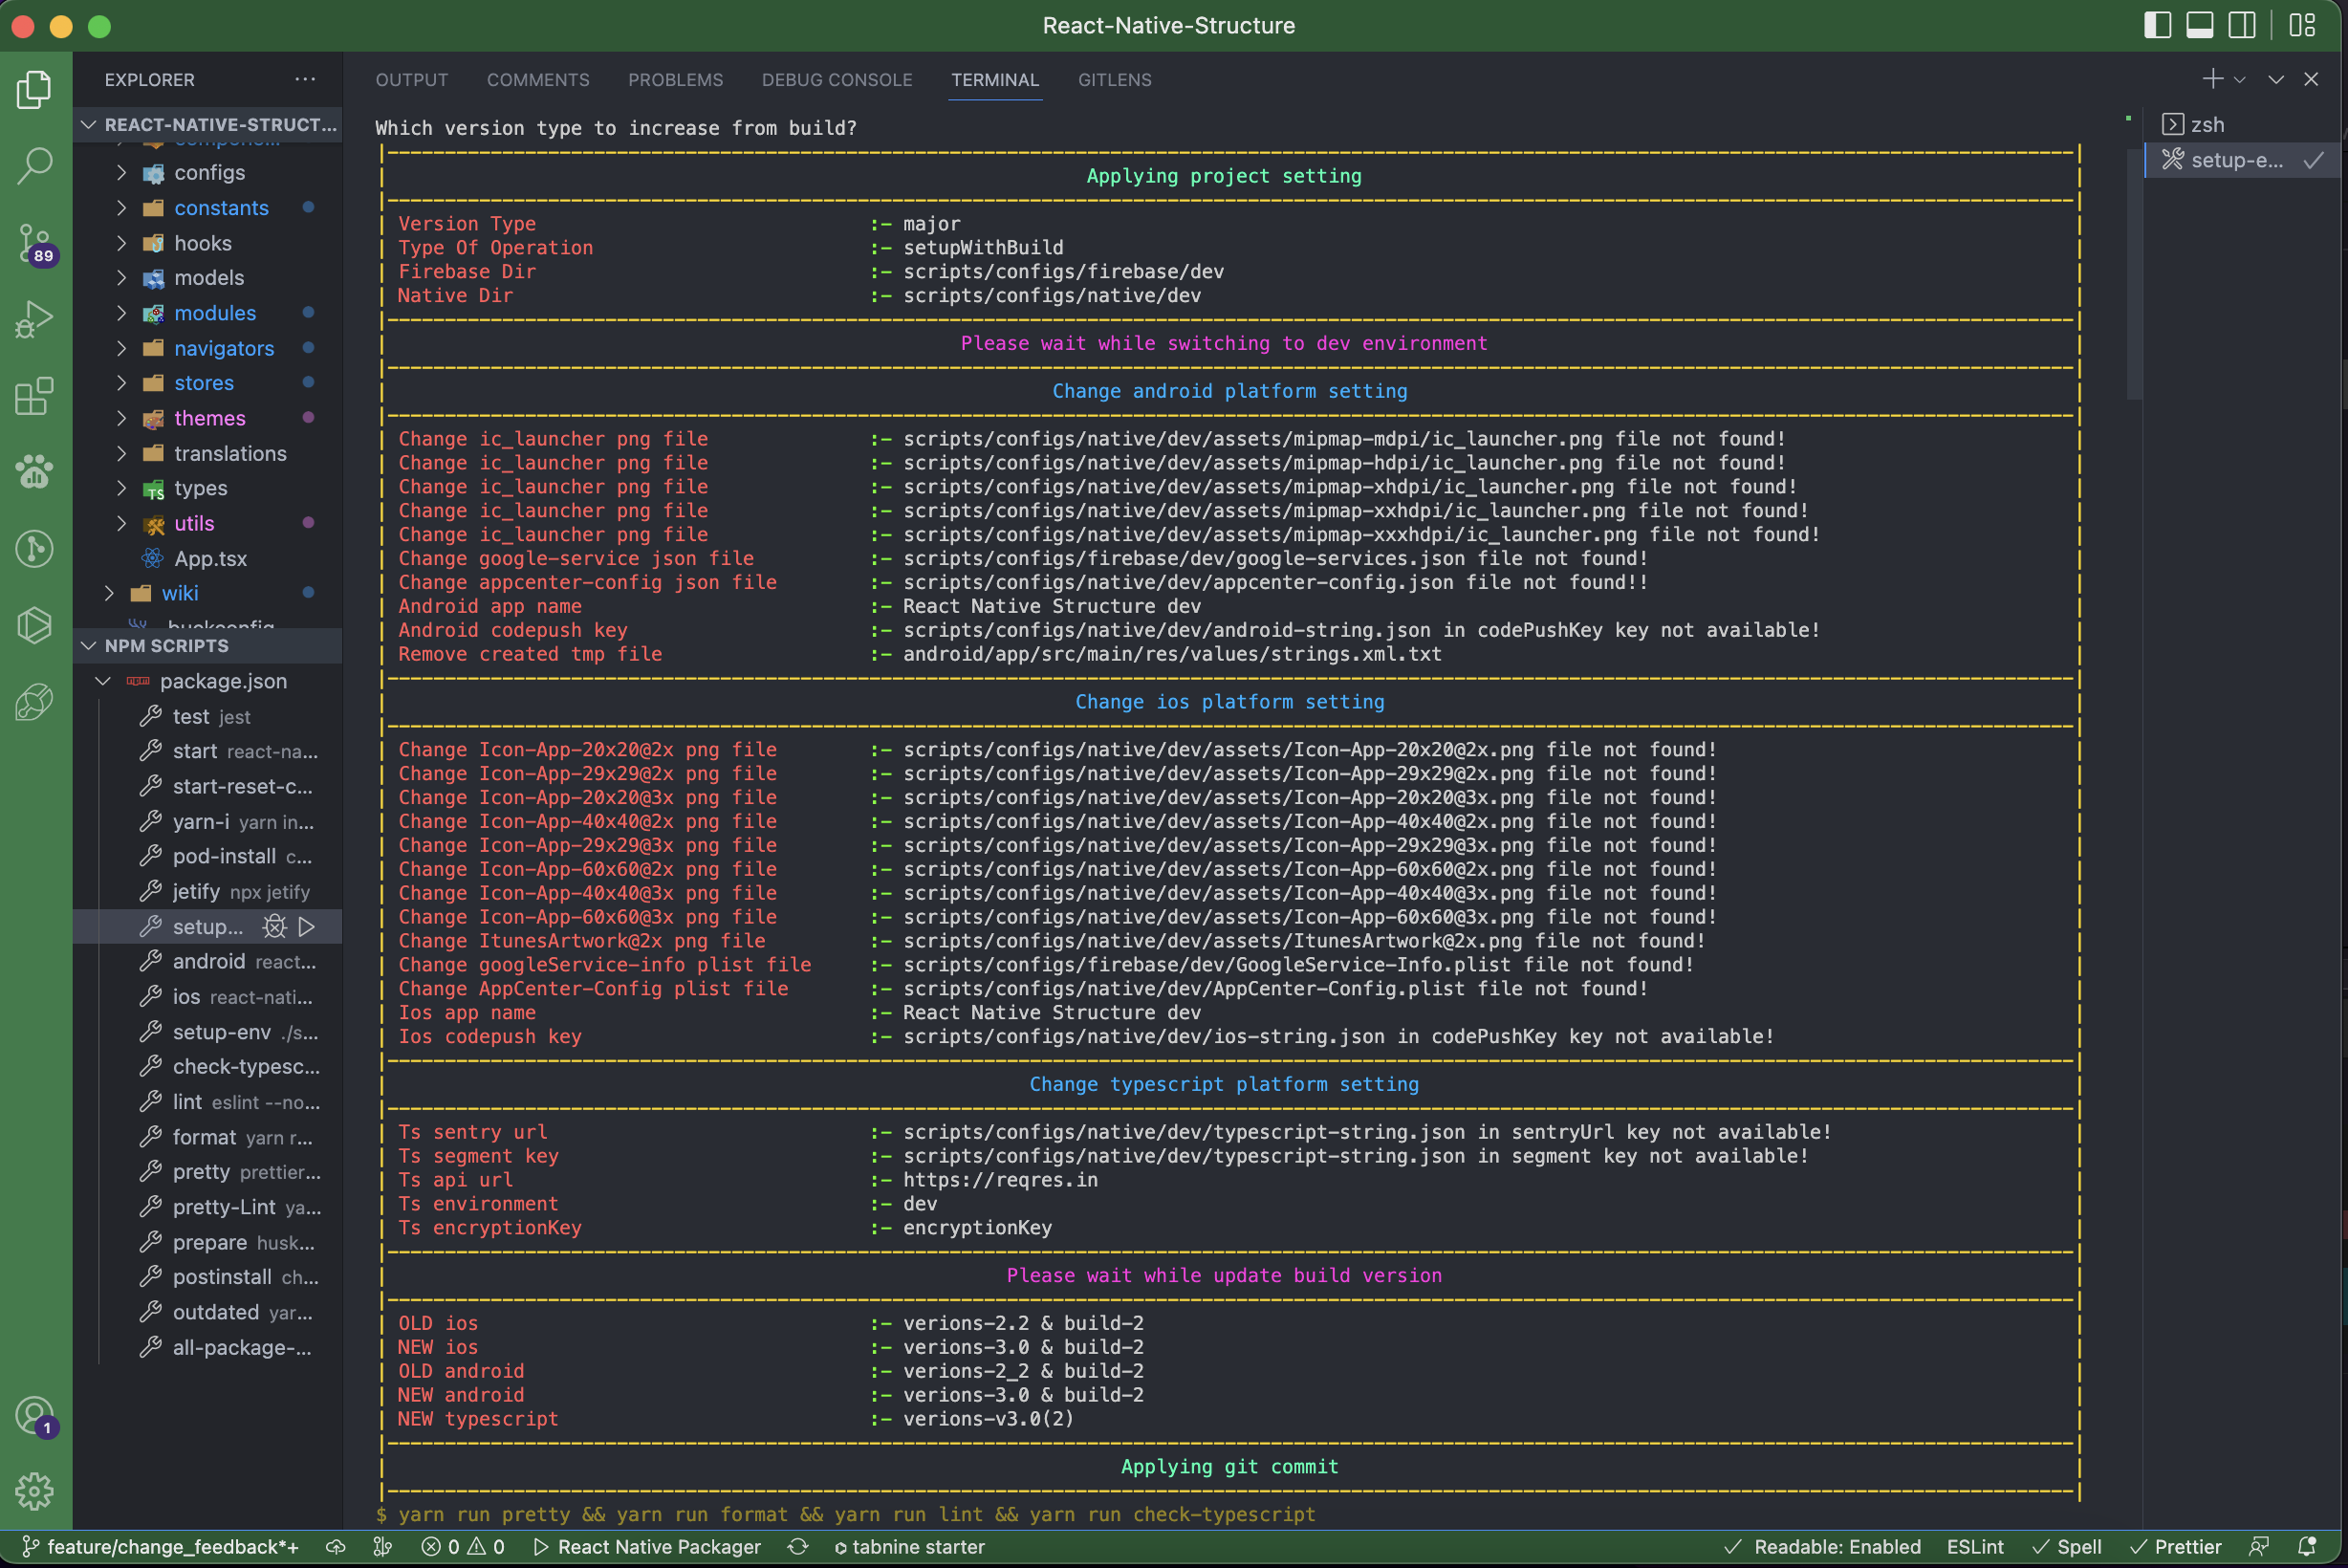 React-Native-Structure
EXPLORER
OUTPUT COMMENTS PROBLEMS DEBUG CONSOLE TERMINAL GITLENS
REACT-NATIVE-STRUCT...
configs
constants
hooks
models
modules
navigators
stores
themes
translations
types
utils
App.tsx
wiki
.buckconfig
NPM SCRIPTS
package.json
test jest
start react-na...
start-reset-c...
yarn-i yarn in...
pod-install c...
jetify npx jetify
setup...
android react...
ios react-nati...
setup-env ./s...
check-typesc...
lint eslint --no...
format yarn r...
pretty prettier...
pretty-Lint ya...
prepare husk...
postinstall ch...
outdated yar...
all-package-...
89
1
Which version type to increase from build?
Applying project setting
Version Type :- major
Type Of Operation :- setupWithBuild
Firebase Dir :- scripts/configs/firebase/dev
Native Dir :- scripts/configs/native/dev
Please wait while switching to dev environment
Change android platform setting
Change ic_launcher png file :- scripts/configs/native/dev/assets/mipmap-mdpi/ic_launcher.png file not found!
Change ic_launcher png file :- scripts/configs/native/dev/assets/mipmap-hdpi/ic_launcher.png file not found!
Change ic_launcher png file :- scripts/configs/native/dev/assets/mipmap-xhdpi/ic_launcher.png file not found!
Change ic_launcher png file :- scripts/configs/native/dev/assets/mipmap-xxhdpi/ic_launcher.png file not found!
Change ic_launcher png file :- scripts/configs/native/dev/assets/mipmap-xxxhdpi/ic_launcher.png file not found!
Change google-service json file :- scripts/configs/firebase/dev/google-services.json file not found!
Change appcenter-config json file :- scripts/configs/native/dev/appcenter-config.json file not found!!
Android app name :- React Native Structure dev
Android codepush key :- scripts/configs/native/dev/android-string.json in codePushKey key not available!
Remove created tmp file :- android/app/src/main/res/values/strings.xml.txt
Change ios platform setting
Change Icon-App-20x20@2x png file :- scripts/configs/native/dev/assets/Icon-App-20x20@2x.png file not found!
Change Icon-App-29x29@2x png file :- scripts/configs/native/dev/assets/Icon-App-29x29@2x.png file not found!
Change Icon-App-20x20@3x png file :- scripts/configs/native/dev/assets/Icon-App-20x20@3x.png file not found!
Change Icon-App-40x40@2x png file :- scripts/configs/native/dev/assets/Icon-App-40x40@2x.png file not found!
Change Icon-App-29x29@3x png file :- scripts/configs/native/dev/assets/Icon-App-29x29@3x.png file not found!
Change Icon-App-60x60@2x png file :- scripts/configs/native/dev/assets/Icon-App-60x60@2x.png file not found!
Change Icon-App-40x40@3x png file :- scripts/configs/native/dev/assets/Icon-App-40x40@3x.png file not found!
Change Icon-App-60x60@3x png file :- scripts/configs/native/dev/assets/Icon-App-60x60@3x.png file not found!
Change ItunesArtwork@2x png file :- scripts/configs/native/dev/assets/ItunesArtwork@2x.png file not found!
Change googleService-info plist file :- scripts/configs/firebase/dev/GoogleService-Info.plist file not found!
Change AppCenter-Config plist file :- scripts/configs/native/dev/AppCenter-Config.plist file not found!
Ios app name :- React Native Structure dev
Ios codepush key :- scripts/configs/native/dev/ios-string.json in codePushKey key not available!
Change typescript platform setting
Ts sentry url :- scripts/configs/native/dev/typescript-string.json in sentryUrl key not available!
Ts segment key :- scripts/configs/native/dev/typescript-string.json in segment key not available!
Ts api url :- https://reqres.in
Ts environment :- dev
Ts encryptionKey :- encryptionKey
Please wait while update build version
OLD ios :- verions-2.2 & build-2
NEW ios :- verions-3.0 & build-2
OLD android :- verions-2_2 & build-2
NEW android :- verions-3.0 & build-2
NEW typescript :- verions-v3.0(2)
Applying git commit
$ yarn run pretty && yarn run format && yarn run lint && yarn run check-typescript
zsh
setup-e...
feature/change_feedback*+ 0 0 React Native Packager tabnine starter Readable: Enabled ESLint Spell Prettier